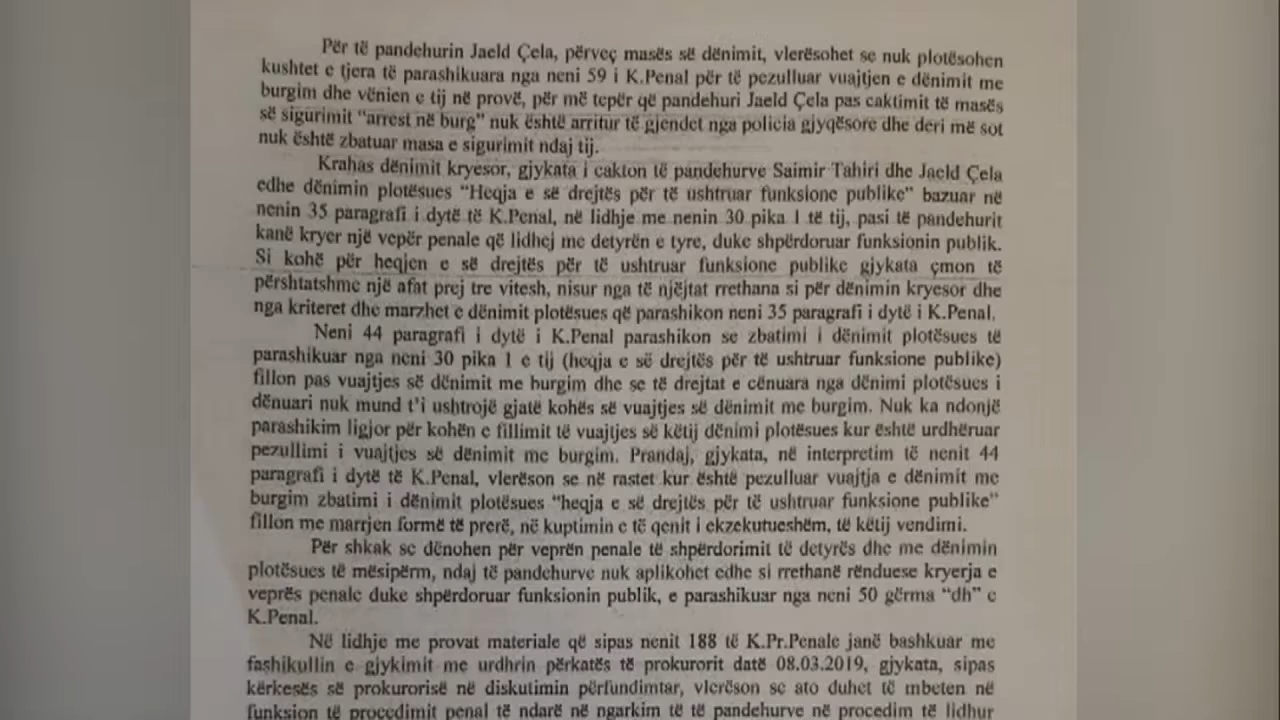 Për të pandehurin Jaeld Çela, përveç masës së dënimit, vlerësohet se nuk plotësohen
kushtet e tjera të parashikuara nga neni 59 i K.Penal për të pezulluar vuajtjen e dënimit me
burgim dhe vënien e tij në provë, për më tepër që pandehuri Jaeld Çela pas caktimit të masës
së sigurimit “arrest në burg” nuk është arritur të gjendet nga policia gjyqësore dhe deri më sot
nuk është zbatuar masa e sigurimit ndaj tij.
Krahas dënimit kryesor, gjykata i cakton të pandehurve Saimir Tahiri dhe Jaeld Çela
edhe dënimin plotësues “Heqja e së drejtës për të ushtruar funksione publike” bazuar në
nenin 35 paragrafi i dytë të K.Penal, në lidhje me nenin 30 pika 1 të tij, pasi të pandehurit
kanë kryer një vepër penale që lidhej me detyrën e tyre, duke shpërdoruar funksionin publik.
Si kohë për heqjen e së drejtës për të ushtruar funksione publike gjykata çmon të
përshtatshme një afat prej tre vitesh, nisur nga të njëjtat rrethana si për dënimin kryesor dhe
nga kriteret dhe marzhet e dënimit plotësues që parashikon neni 35 paragrafi i dytë i K.Penal.
Neni 44 paragrafi i dytë i K.Penal parashikon se zbatimi i dënimit plotësues të
parashikuar nga neni 30 pika 1 e tij (heqja e së drejtës për të ushtruar funksione publike)
fillon pas vuajtjes së dënimit me burgim dhe se të drejtat e cënuara nga dënimi plotësues i
dënuari nuk mund t’i ushtrojë gjatë kohës së vuajtjes së dënimit me burgim. Nuk ka ndonjë
parashikim ligjor për kohën e fillimit të vuajtjes së këtij dënimi plotësues kur është urdhëruar
pezullimi i vuajtjes së dënimit me burgim. Prandaj, gjykata, në interpretim të nenit 44
paragrafi i dytë të K.Penal, vlerëson se në rastet kur është pezulluar vuajtja e dënimit me
burgim zbatimi i dënimit plotësues “heqja e së drejtës për të ushtruar funksione publike”
fillon me marrjen formë të prerë, në kuptimin e të qenit i ekzekutueshëm, të këtij vendimi.
Për shkak se dënohen për veprën penale të shpërdorimit të detyrës dhe me dënimin
plotësues të mësipërm, ndaj të pandehurve nuk aplikohet edhe si rrethanë rënduese kryerja e
veprës penale duke shpërdoruar funksionin publik, e parashikuar nga neni 50 gërma “dh” e
K.Penal.
Në lidhje me provat materiale që sipas nenit 188 të K.Pr.Penale janë bashkuar me
fashikullin e gjykimit me urdhrin përkatës të prokurorit datë 08.03.2019, gjykata, sipas
kërkesës së prokurorisë në diskutimin përfundimtar, vlerëson se ato duhet të mbeten në
funksion të procedimit penal të ndarë në ngarkim të të pandehurve në procedim të lidhur